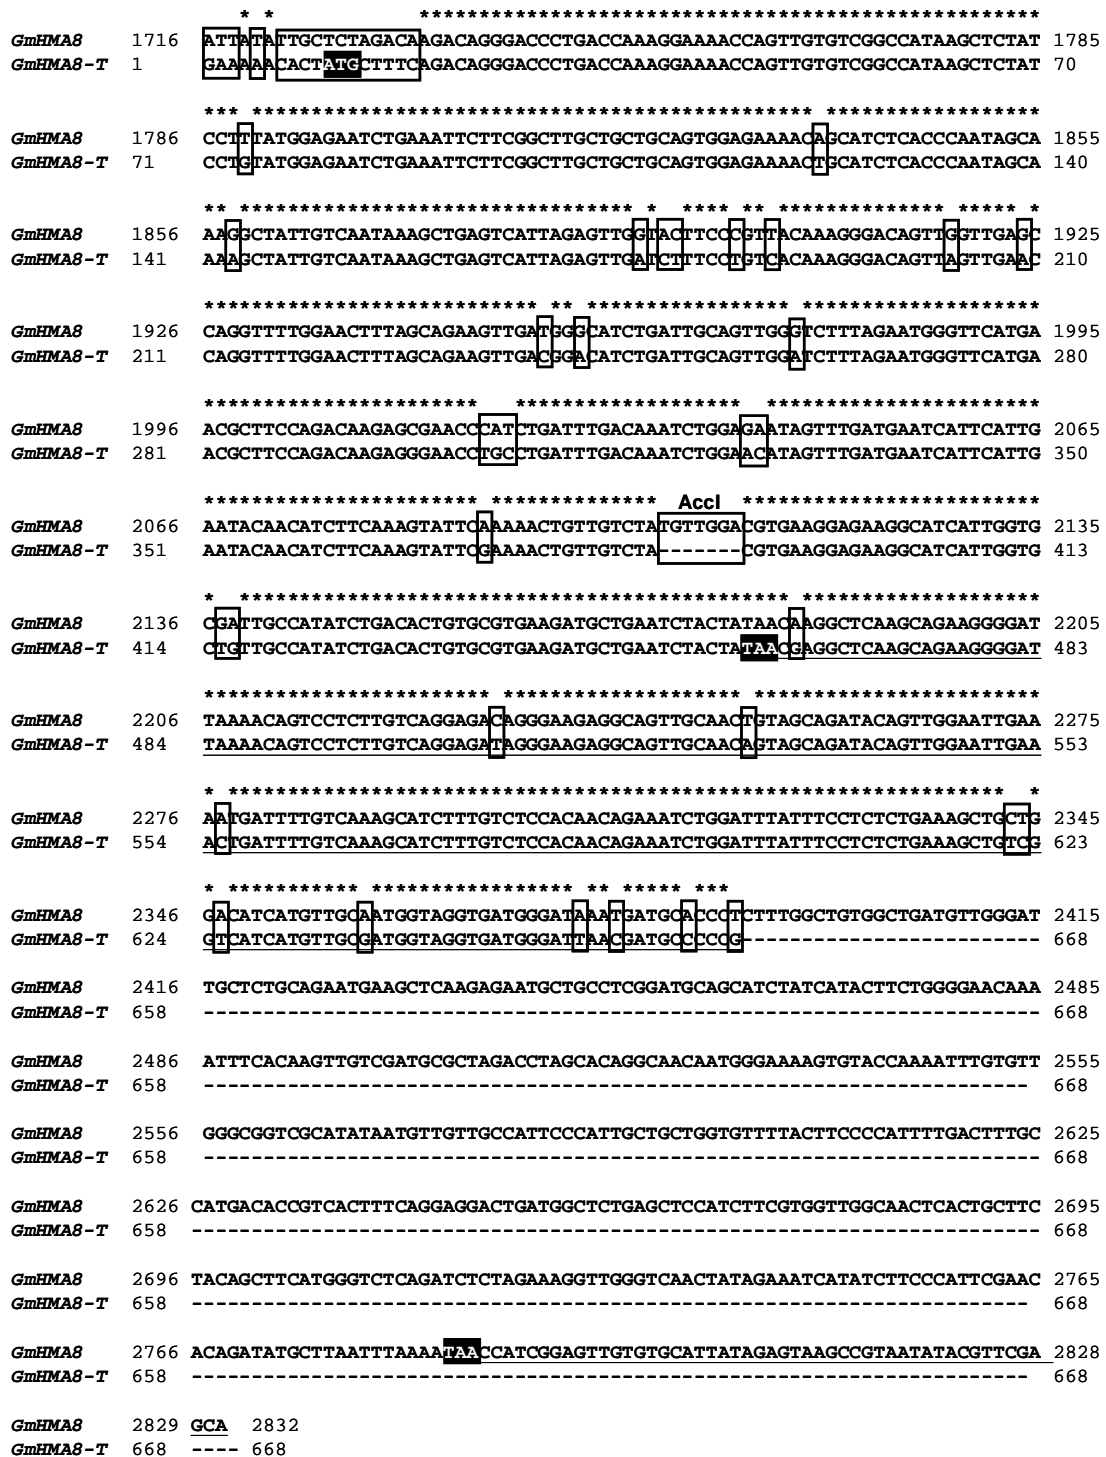 * * ****************************************************
GmHMA8 1716 ATTATATTGCTCTAGACAAGACAGGGACCCTGACCAAAGGAAAACCAGTTGTGTCGGCCATAAGCTCTAT 1785
GmHMA8-T 1 GAAAAACACTATGCTTTCAGACAGGGACCCTGACCAAAGGAAAACCAGTTGTGTCGGCCATAAGCTCTAT 70
*** *********************************************** ******************
GmHMA8 1786 CCTTTATGGAGAATCTGAAATTCTTCGGCTTGCTGCTGCAGTGGAGAAAACAGCATCTCACCCAATAGCA 1855
GmHMA8-T 71 CCTGTATGGAGAATCTGAAATTCTTCGGCTTGCTGCTGCAGTGGAGAAAACTGCATCTCACCCAATAGCA 140
** ********************************* * **** ** ************** ***** *
GmHMA8 1856 AAGGCTATTGTCAATAAAGCTGAGTCATTAGAGTTGGTACTTCCCGTTACAAAGGGACAGTTGGTTGAGC 1925
GmHMA8-T 141 AAAGCTATTGTCAATAAAGCTGAGTCATTAGAGTTGATCTTTCCTGTCACAAAGGGACAGTTAGTTGAAC 210
**************************** ** ***************** ********************
GmHMA8 1926 CAGGTTTTGGAACTTTAGCAGAAGTTGATGGGCATCTGATTGCAGTTGGGTCTTTAGAATGGGTTCATGA 1995
GmHMA8-T 211 CAGGTTTTGGAACTTTAGCAGAAGTTGACGGACATCTGATTGCAGTTGGATCTTTAGAATGGGTTCATGA 280
*********************** ******************* ***********************
GmHMA8 1996 ACGCTTCCAGACAAGAGCGAACCCATCTGATTTGACAAATCTGGAGAATAGTTTGATGAATCATTCATTG 2065
GmHMA8-T 281 ACGCTTCCAGACAAGAGGGAACCTGCCTGATTTGACAAATCTGGAACATAGTTTGATGAATCATTCATTG 350
*********************** ************** AccI *************************
GmHMA8 2066 AATACAACATCTTCAAAGTATTCAAAAACTGTTGTCTATGTTGGACGTGAAGGAGAAGGCATCATTGGTG 2135
GmHMA8-T 351 AATACAACATCTTCAAAGTATTCGAAAACTGTTGTCTA-------CGTGAAGGAGAAGGCATCATTGGTG 413
* ********************************************** ********************
GmHMA8 2136 CGATTGCCATATCTGACACTGTGCGTGAAGATGCTGAATCTACTATAACAAGGCTCAAGCAGAAGGGGAT 2205
GmHMA8-T 414 CTGTTGCCATATCTGACACTGTGCGTGAAGATGCTGAATCTACTATAACGAGGCTCAAGCAGAAGGGGAT 483
************************ ******************** ************************
GmHMA8 2206 TAAAACAGTCCTCTTGTCAGGAGACAGGGAAGAGGCAGTTGCAACTGTAGCAGATACAGTTGGAATTGAA 2275
GmHMA8-T 484 TAAAACAGTCCTCTTGTCAGGAGATAGGGAAGAGGCAGTTGCAACAGTAGCAGATACAGTTGGAATTGAA 553
* ***************************************************************** *
GmHMA8 2276 AATGATTTTGTCAAAGCATCTTTGTCTCCACAACAGAAATCTGGATTTATTTCCTCTCTGAAAGCTGCTG 2345
GmHMA8-T 554 ACTGATTTTGTCAAAGCATCTTTGTCTCCACAACAGAAATCTGGATTTATTTCCTCTCTGAAAGCTGTCG 623
* *********** ***************** ** ***** ***
GmHMA8 2346 GACATCATGTTGCAATGGTAGGTGATGGGATAAATGATGCACCCTCTTTGGCTGTGGCTGATGTTGGGAT 2415
GmHMA8-T 624 GTCATCATGTTGCGATGGTAGGTGATGGGATTAACGATGCCCCCG------------------------- 668
GmHMA8 2416 TGCTCTGCAGAATGAAGCTCAAGAGAATGCTGCCTCGGATGCAGCATCTATCATACTTCTGGGGAACAAA 2485
GmHMA8-T 658 ---------------------------------------------------------------------- 668
GmHMA8 2486 ATTTCACAAGTTGTCGATGCGCTAGACCTAGCACAGGCAACAATGGGAAAAGTGTACCAAAATTTGTGTT 2555
GmHMA8-T 658 --------------------------------------------------------------------- 668
GmHMA8 2556 GGGCGGTCGCATATAATGTTGTTGCCATTCCCATTGCTGCTGGTGTTTTACTTCCCCATTTTGACTTTGC 2625
GmHMA8-T 658 ---------------------------------------------------------------------- 668
GmHMA8 2626 CATGACACCGTCACTTTCAGGAGGACTGATGGCTCTGAGCTCCATCTTCGTGGTTGGCAACTCACTGCTTC 2695
GmHMA8-T 658 ----------------------------------------------------------------------- 668
GmHMA8 2696 TACAGCTTCATGGGTCTCAGATCTCTAGAAAGGTTGGGTCAACTATAGAAATCATATCTTCCCATTCGAAC 2765
GmHMA8-T 658 ---------------------------------------------------------------------- 668
GmHMA8 2766 ACAGATATGCTTAATTTAAAATAACCATCGGAGTTGTGTGCATTATAGAGTAAGCCGTAATATACGTTCGA 2828
GmHMA8-T 658 ---------------------------------------------------------------------- 668
GmHMA8 2829 GCA 2832
GmHMA8-T 668 ---- 668